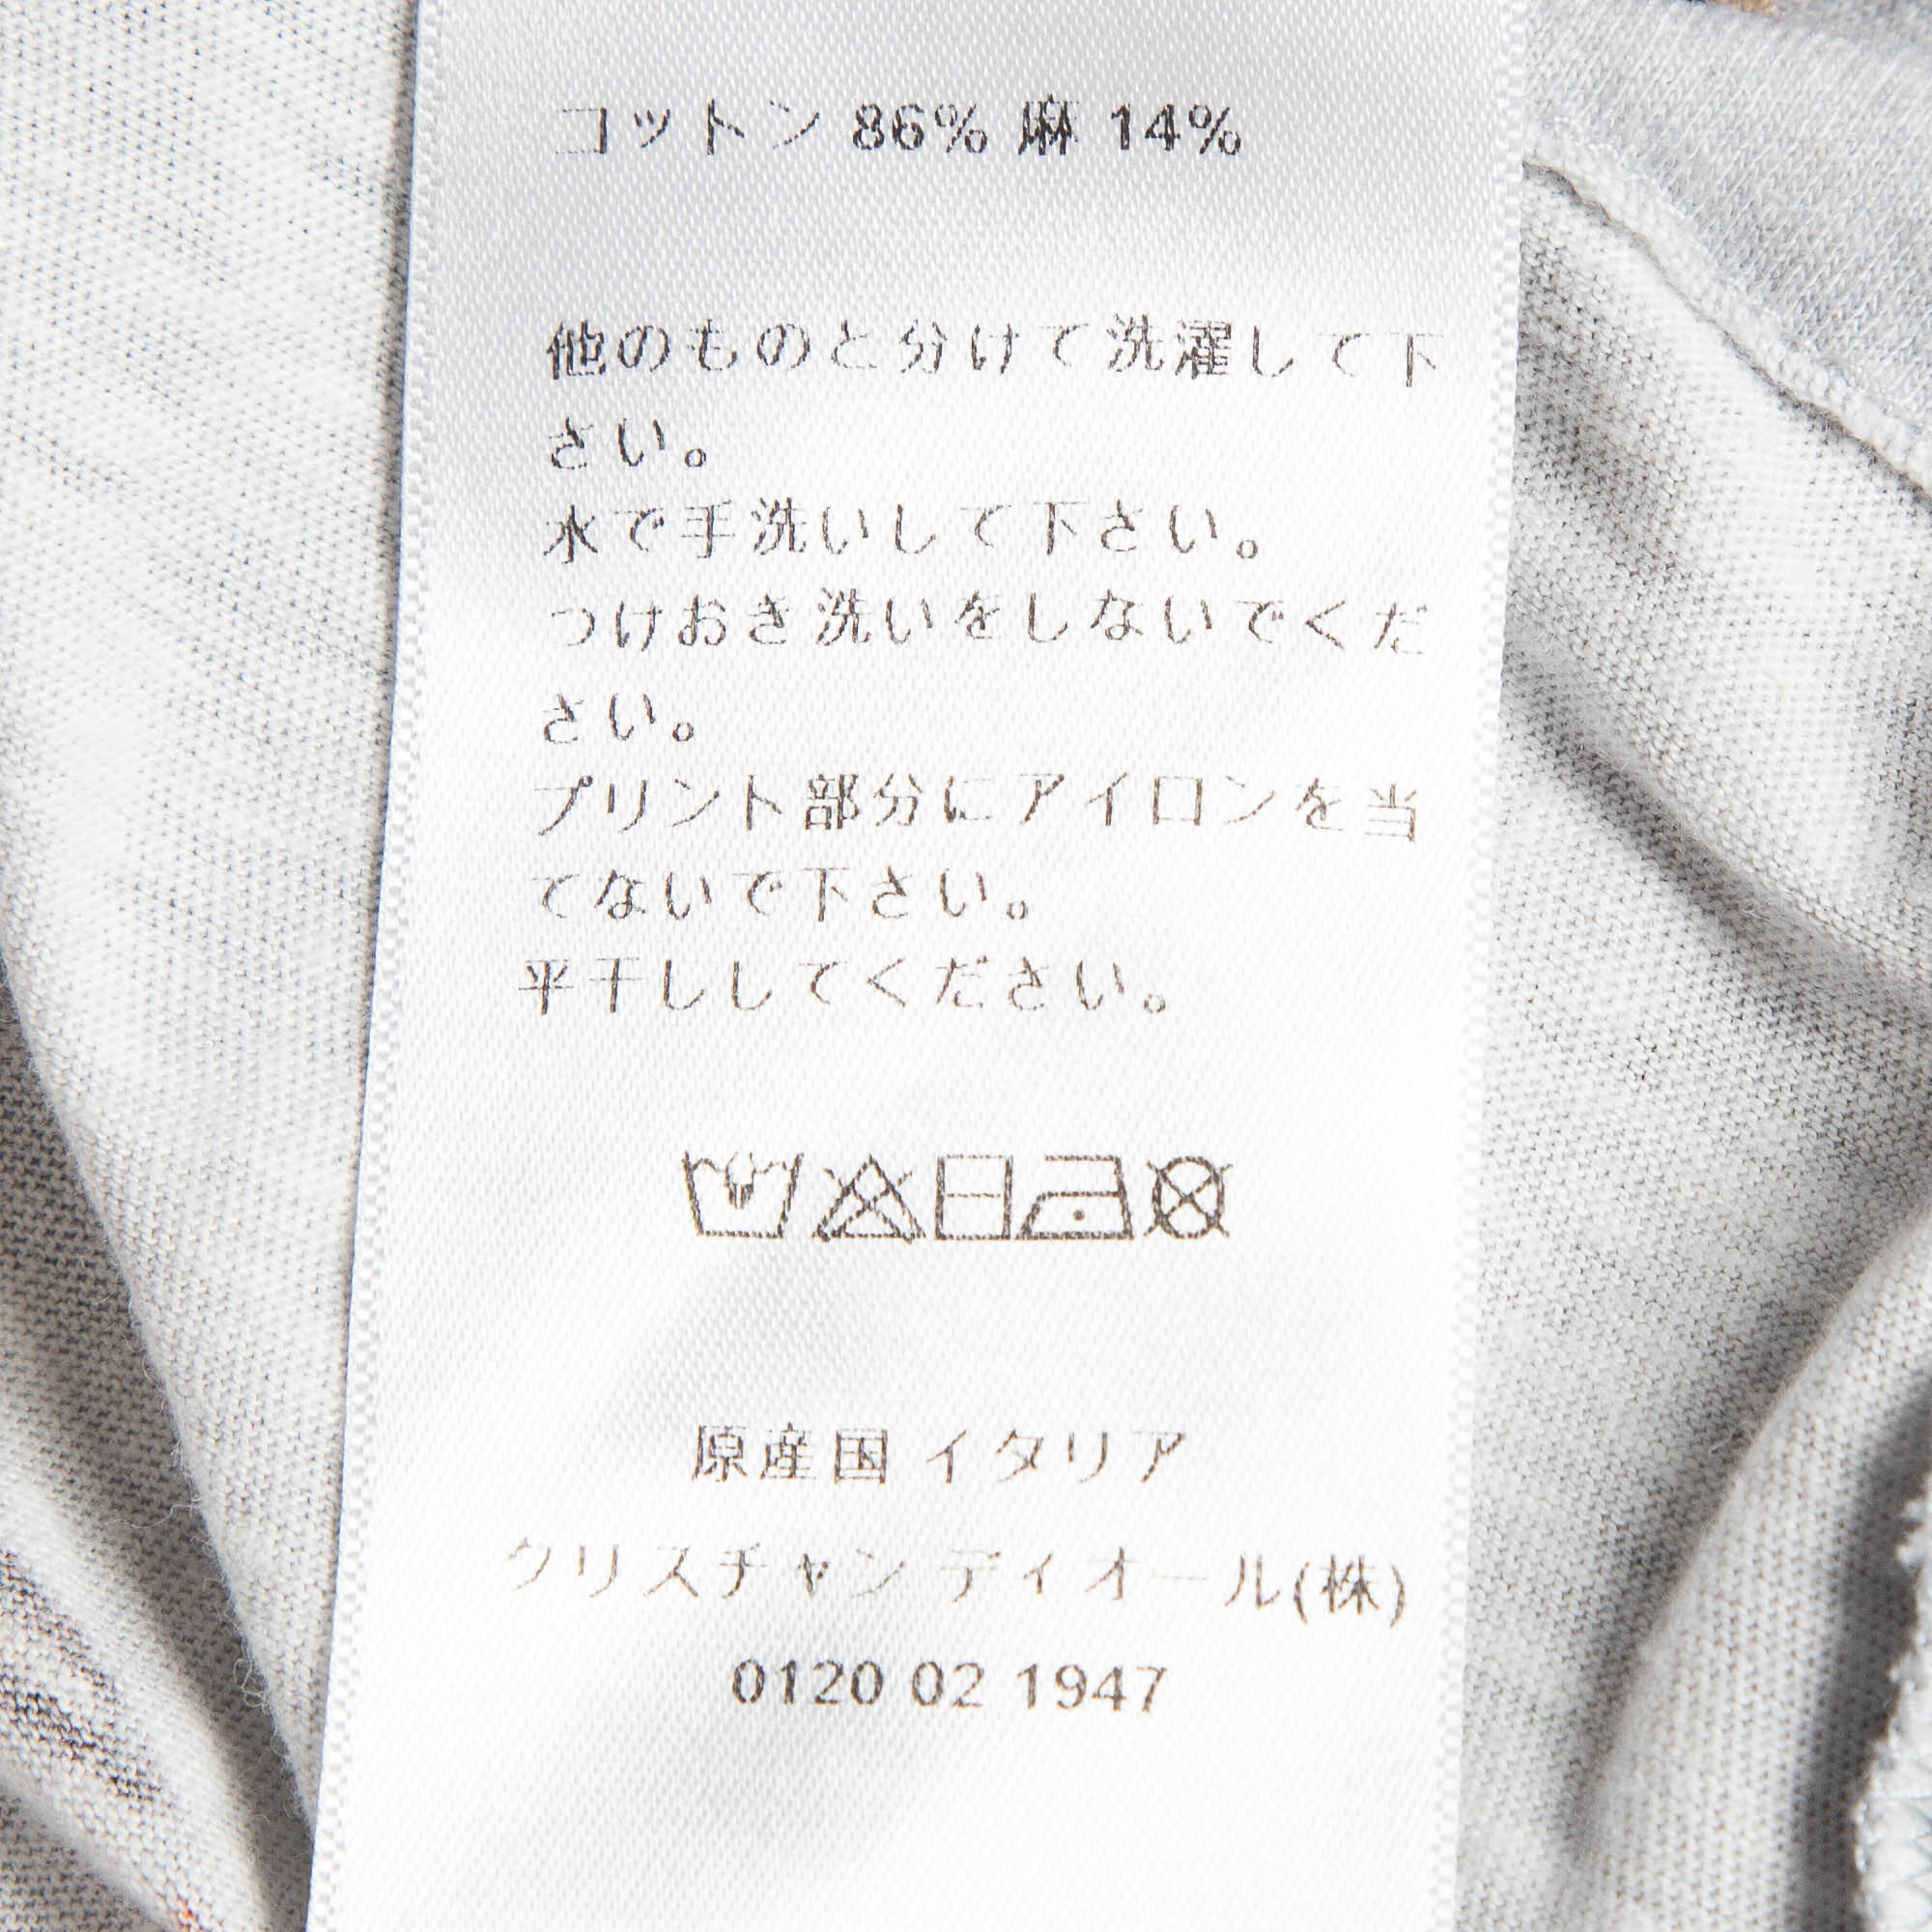 コットン 86% 麻 14%
他のものと分けて洗濯して下
さい。
水で手洗いして下さい。
つけおき洗いをしないでくだ
さい。
プリント部分にアイロンを当
てないで下さい。
平干ししてください。
原産国 イタリア
クリスチャン ディオール(株)
0120 02 1947